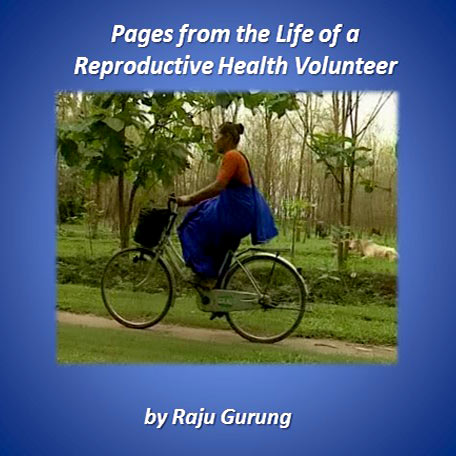 Pages from the Life of a
Reproductive Health Volunteer
by Raju Gurung